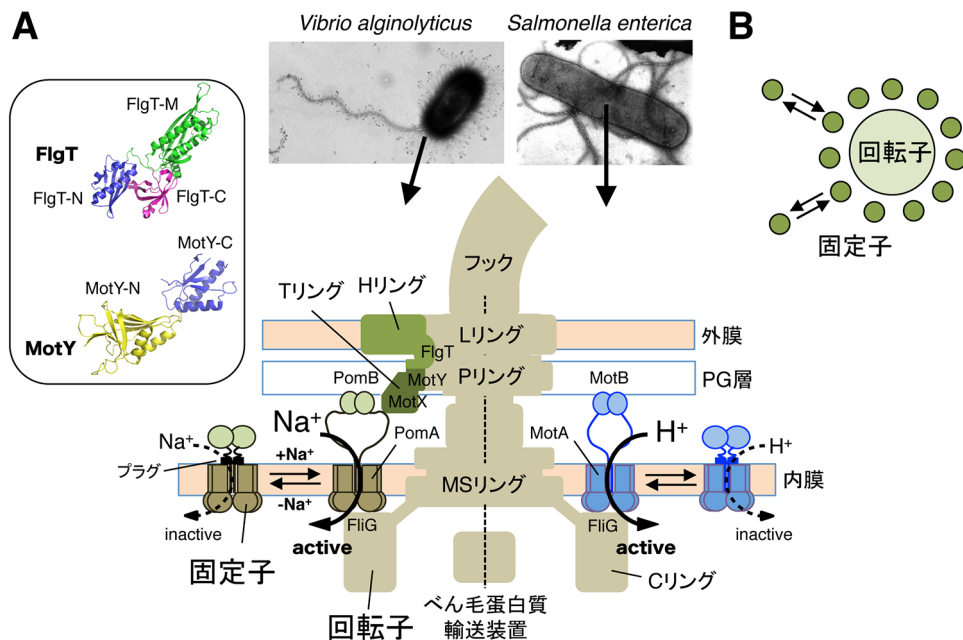 A
Vibrio alginolyticus
Salmonella enterica
B
FlgT-M
FlgT
FlgT-N
FlgT-C
MotY-C
MotY-N
MotY
回転子
固定子
フック
Tリング
Hリング
Lリング
外膜
FlgT
PomB
MotY
Pリング
MotB
PG層
MotX
Na⁺
Na⁺
PomA
MotA
H⁺
H⁺
+Na⁺
プラグ
MSリング
内膜
-Na⁺
inactive
FliG
active
FliG
active
inactive
固定子
Cリング
回転子
べん毛蛋白質
輸送装置